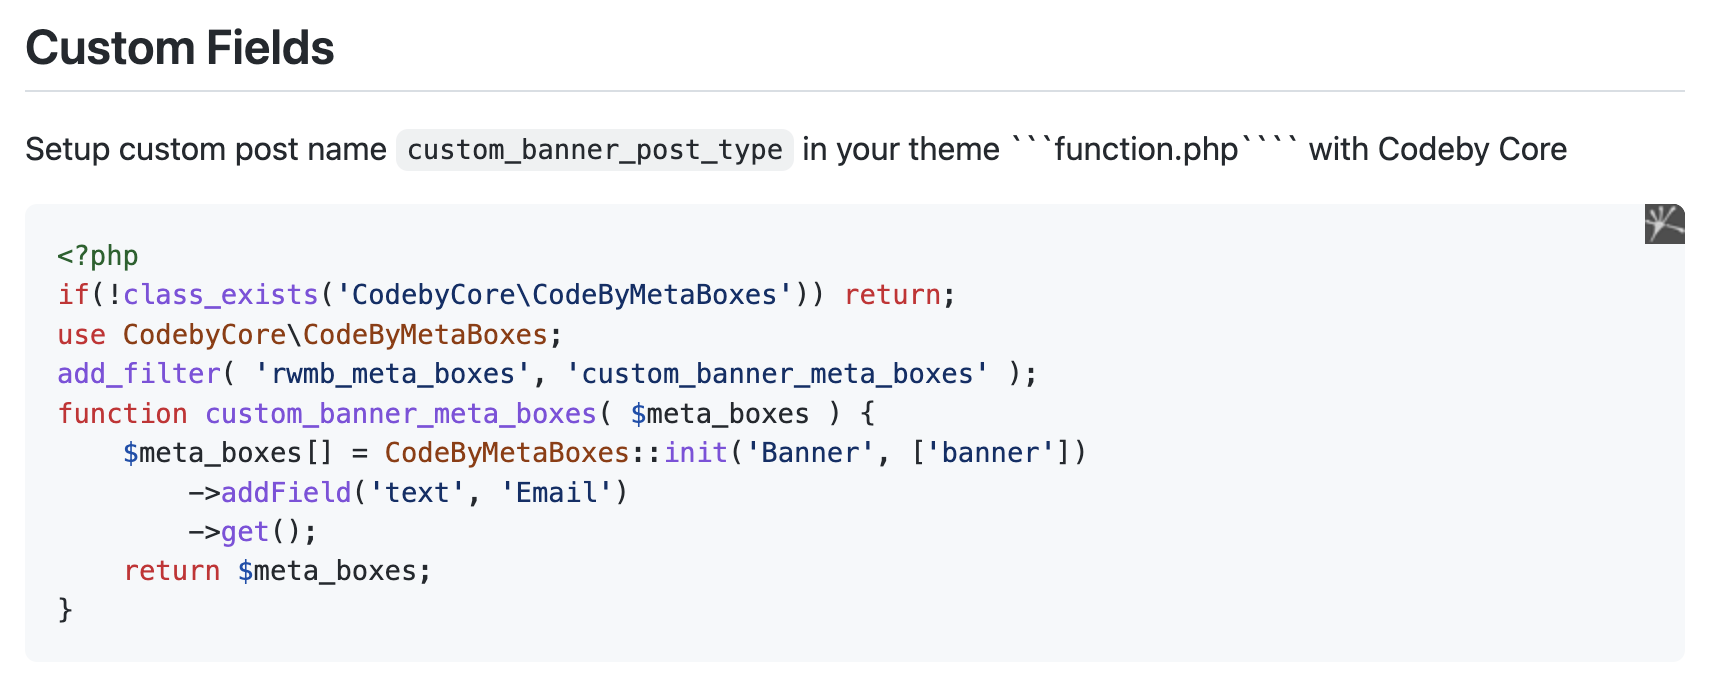 Custom Fields
Setup custom post name custom_banner_post_type in your theme ```function.php```` with Codeby Core
<?php
if(!class_exists('CodebyCore\CodeByMetaBoxes')) return;
use CodebyCore\CodeByMetaBoxes;
add_filter( 'rwmb_meta_boxes', 'custom_banner_meta_boxes' );
function custom_banner_meta_boxes( $meta_boxes ) {
    $meta_boxes[] = CodeByMetaBoxes::init('Banner', ['banner'])
        ->addField('text', 'Email')
        ->get();
    return $meta_boxes;
}